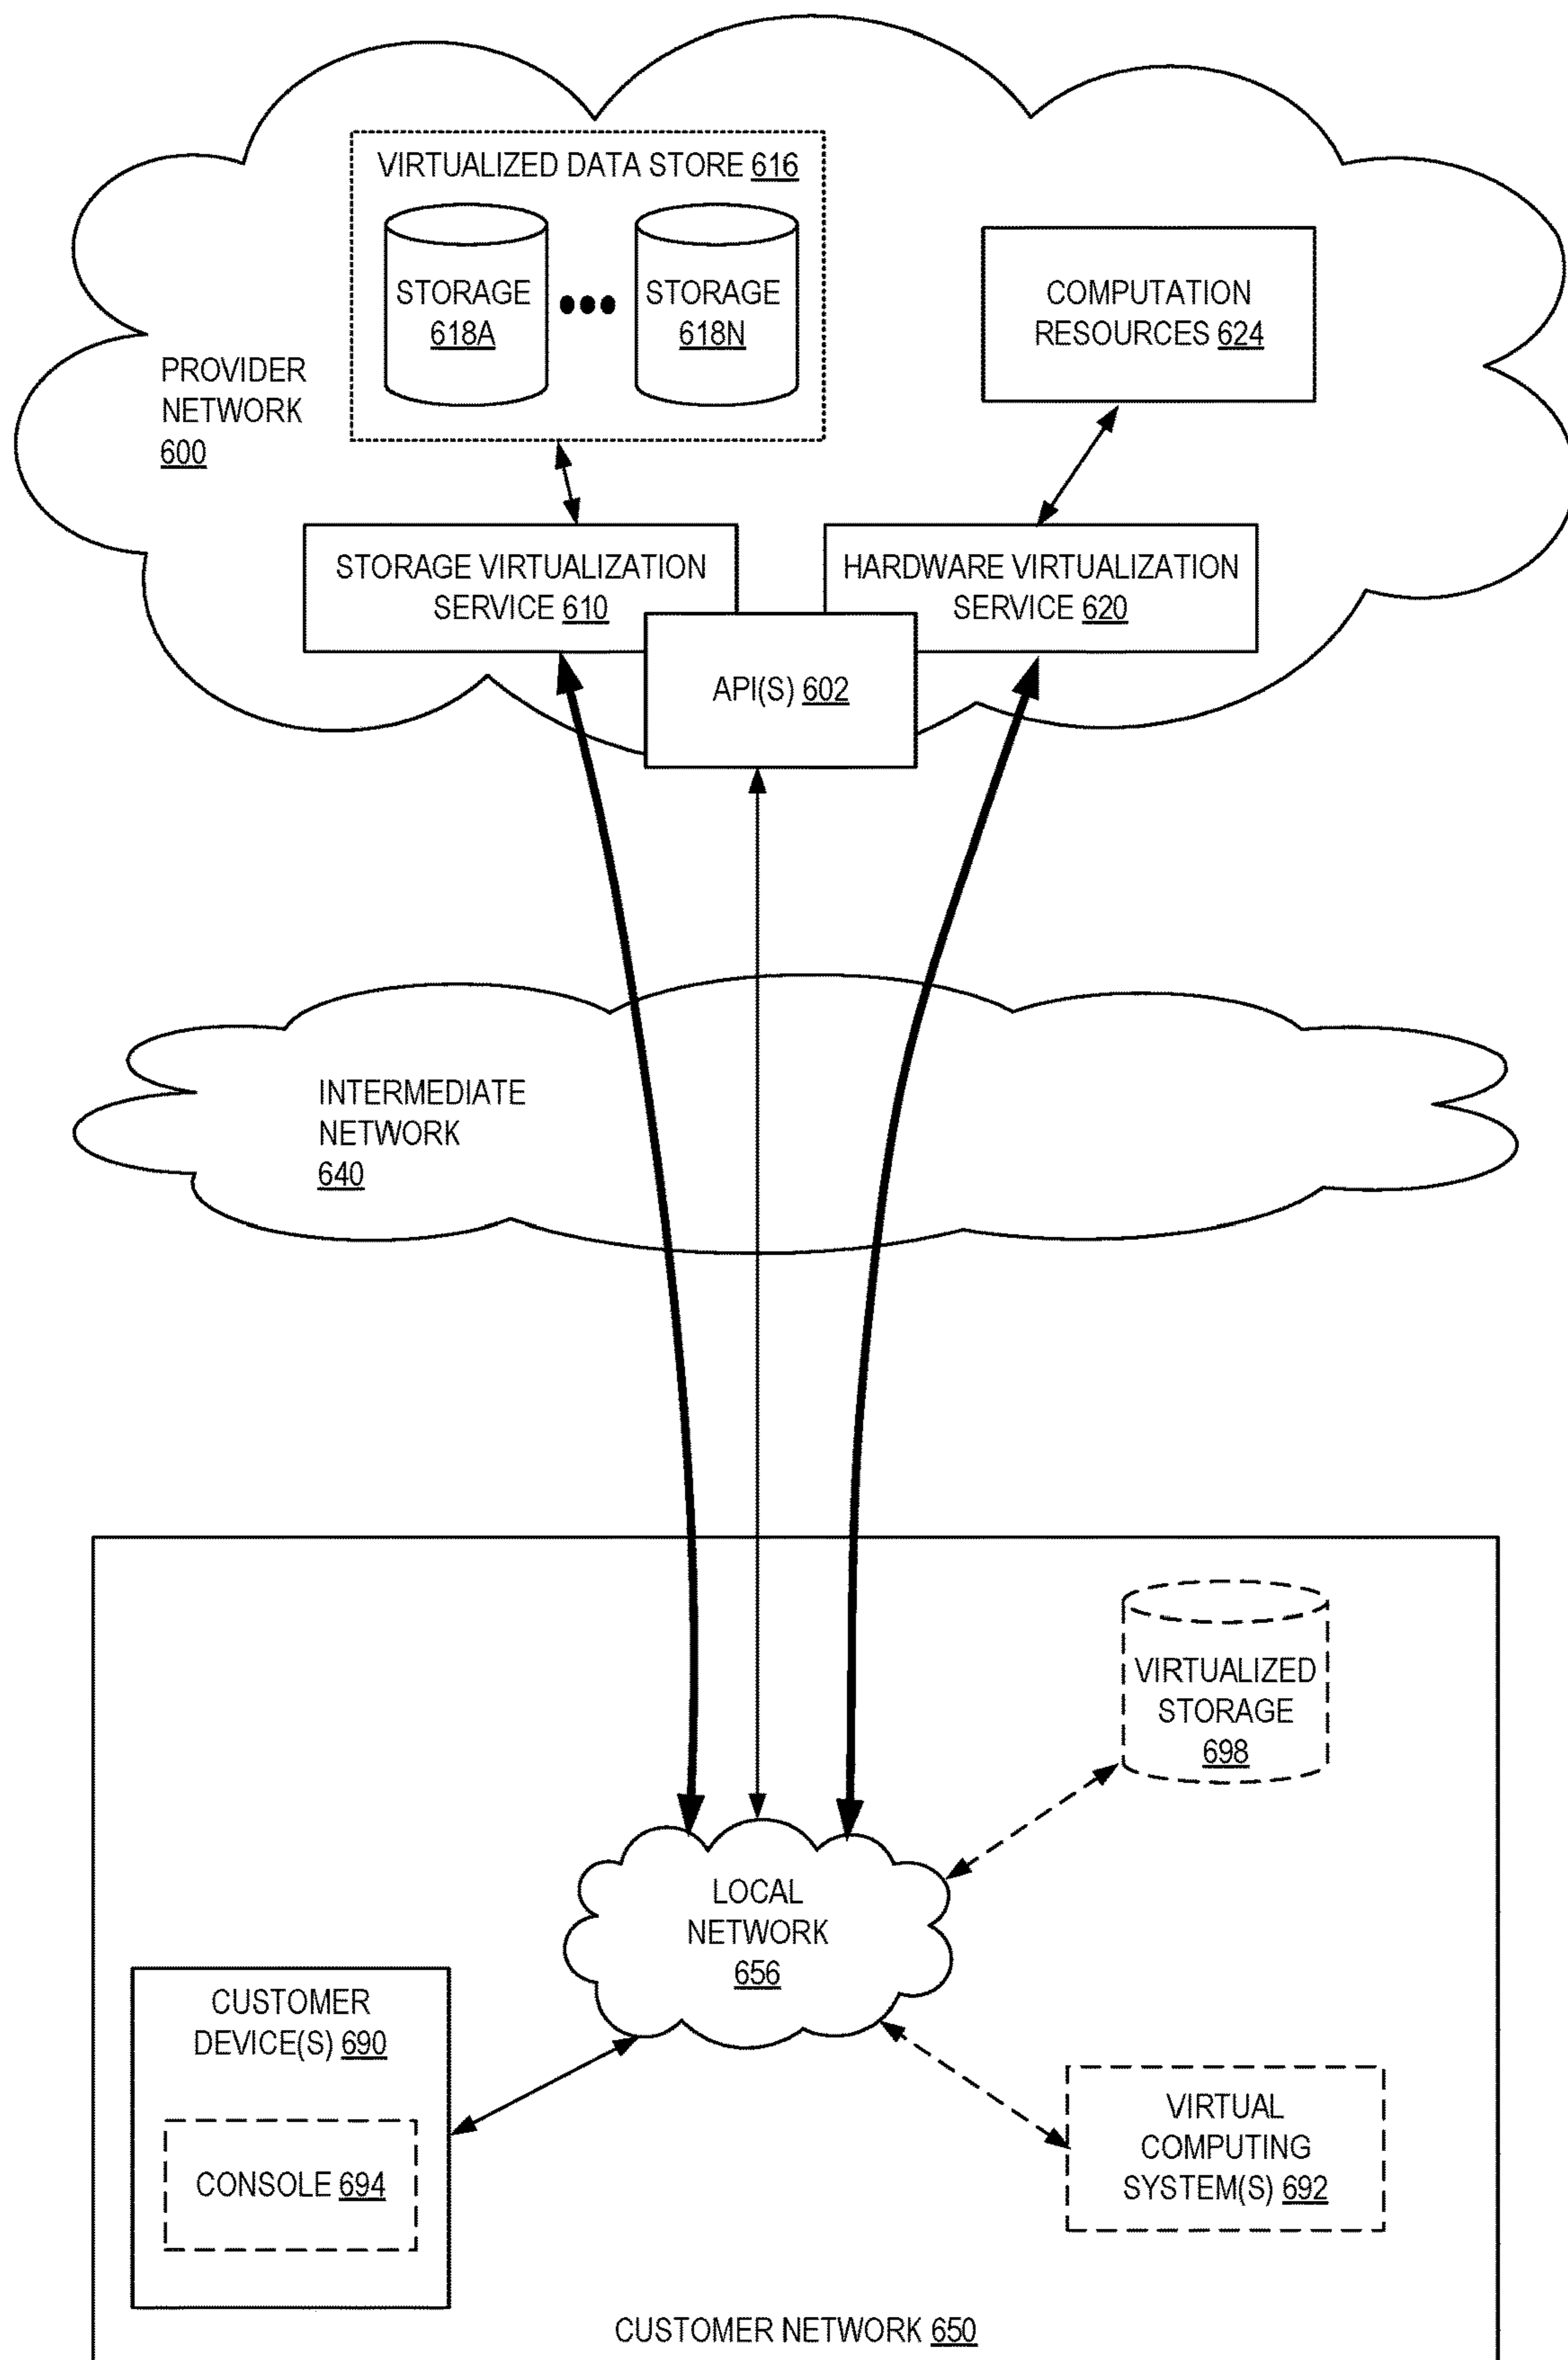 VIRTUALIZED DATA STORE 616
STORAGE
618A
STORAGE
618N
COMPUTATION
RESOURCES 624
PROVIDER
NETWORK
600
STORAGE VIRTUALIZATION
SERVICE 610
HARDWARE VIRTUALIZATION
SERVICE 620
API(S) 602
INTERMEDIATE
NETWORK
640
VIRTUALIZED
STORAGE
698
LOCAL
NETWORK
656
CUSTOMER
DEVICE(S) 690
CONSOLE 694
VIRTUAL
COMPUTING
SYSTEM(S) 692
CUSTOMER NETWORK 650